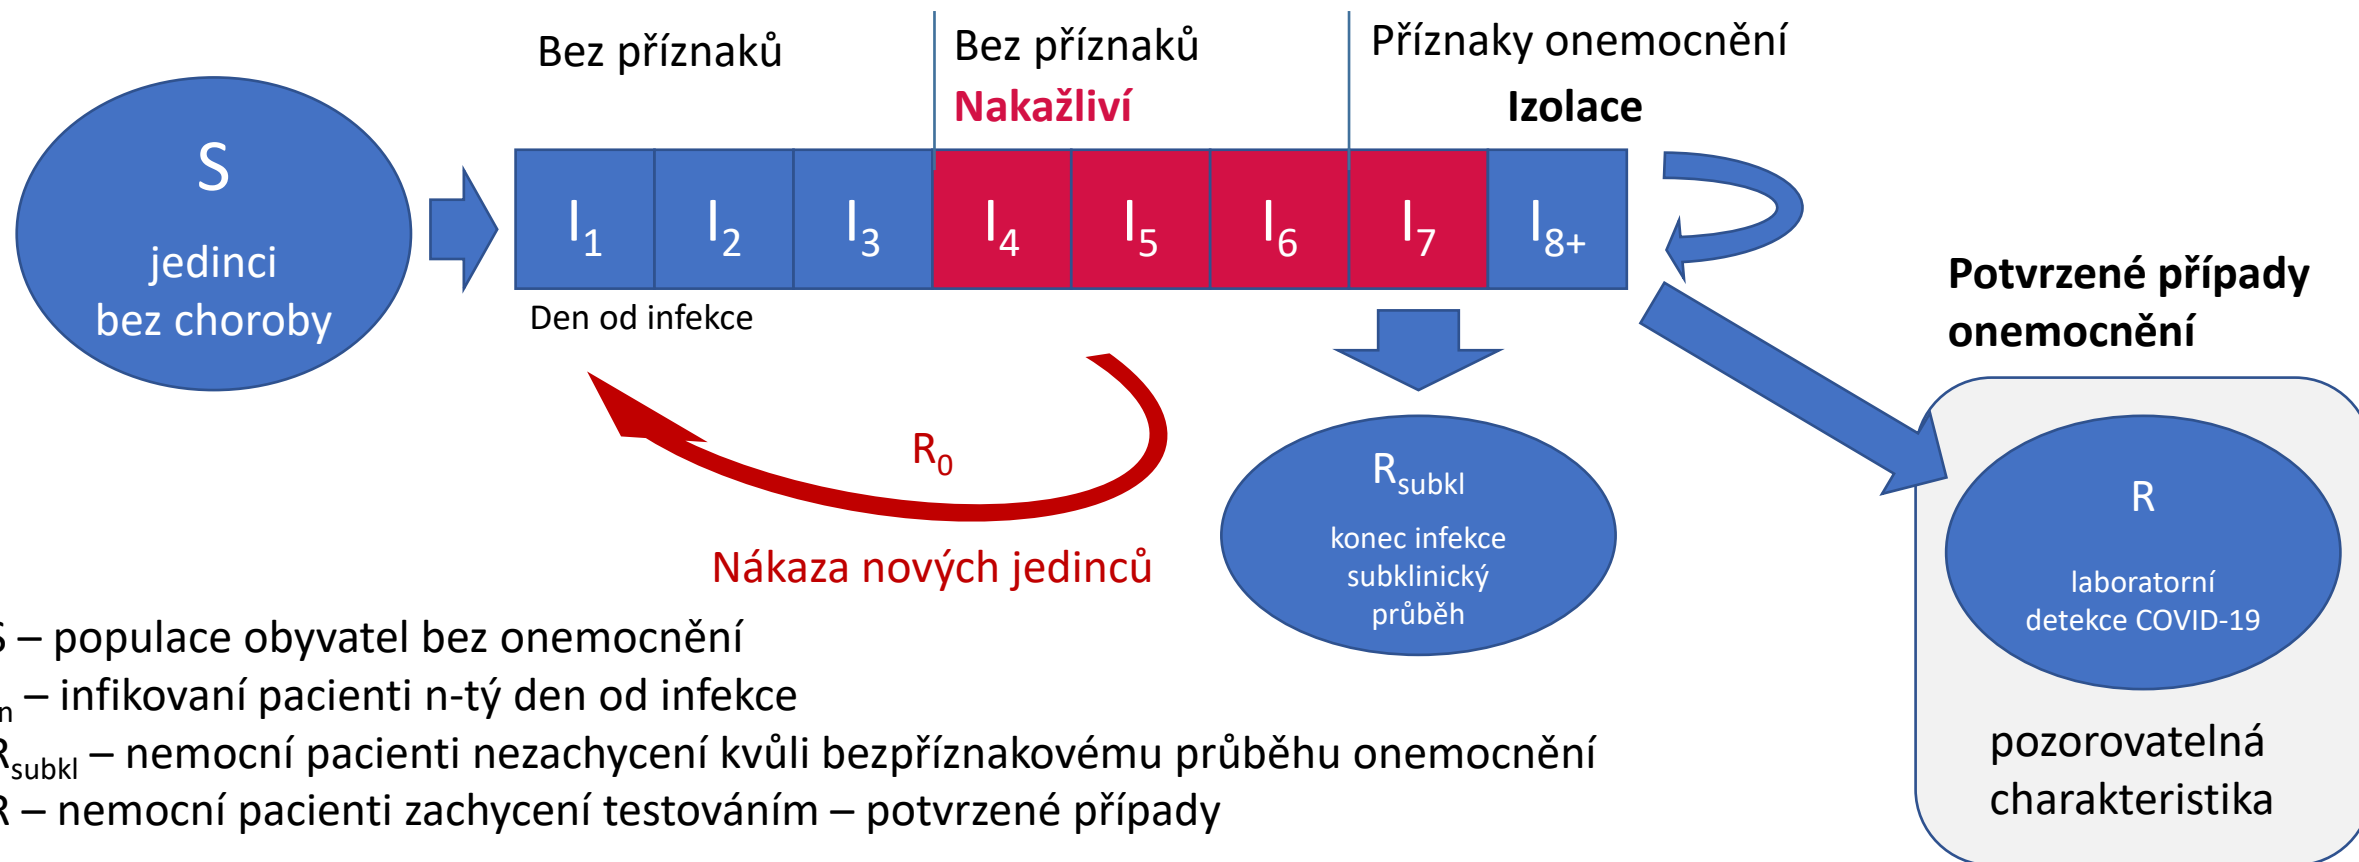 Bez příznaků
Bez příznaků
Nakažliví
Příznaky onemocnění
Izolace
S
jedinci
bez choroby
I₁ I₂ I₃ I₄ I₅ I₆ I₇ I₈₊
Den od infekce
R₀
Nákaza nových jedinců
Rsubkl
konec infekce
subklinický
průběh
Potvrzené případy
onemocnění
R
laboratorní
detekce COVID-19
pozorovatelná
charakteristika
S – populace obyvatel bez onemocnění
n – infikovaní pacienti n-tý den od infekce
Rsubkl – nemocní pacienti nezachycení kvůli bezpříznakovému průběhu onemocnění
R – nemocní pacienti zachycení testováním – potvrzené případy